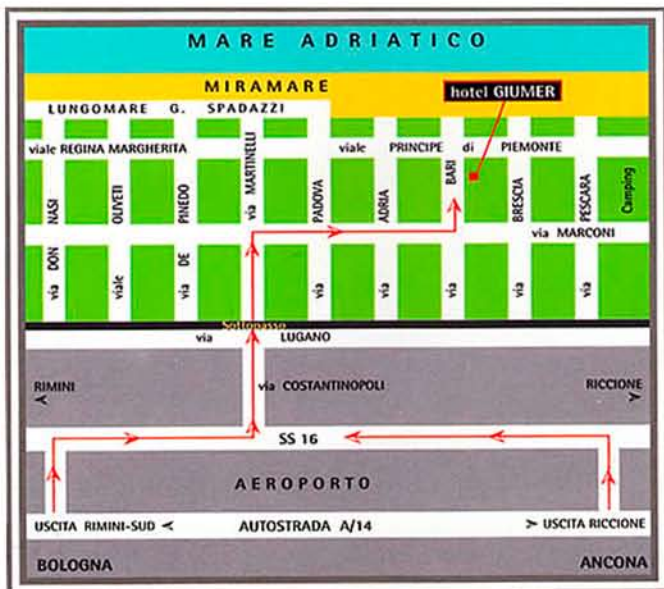 MARE ADRIATICO
MIRAMARE
hotel GIUMER
LUNGOMARE G. SPADAZZI
viale REGINA MARGHERITA
viale PRINCIPE di PIEMONTE
via DON NASI
viale OLIVETI
via DE PINEDO
via MARTINELLI
via PADOVA
via ADRIA
via BARI
via BRESCIA
via PESCARA
Camping
via MARCONI
Sottopasso
via LUGANO
RIMINI
via COSTANTINOPOLI
RICCIONE
SS 16
AEROPORTO
USCITA RIMINI-SUD
AUTOSTRADA A/14
USCITA RICCIONE
BOLOGNA
ANCONA